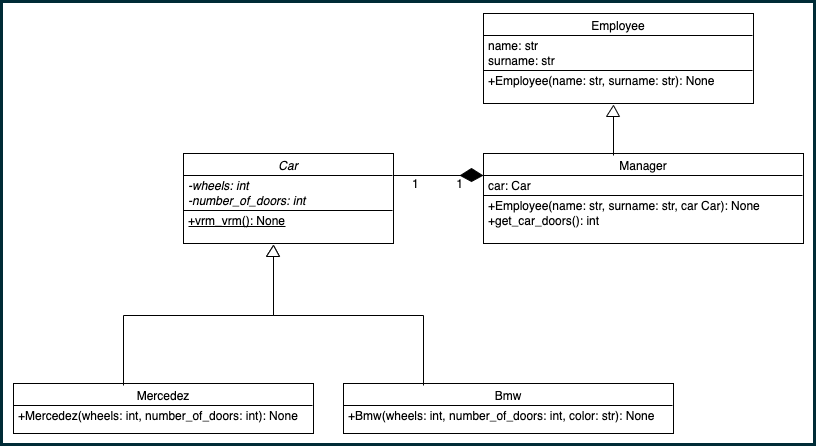 Employee
name: str
surname: str
+Employee(name: str, surname: str): None
Car
-wheels: int
-number_of_doors: int
+vrm_vrm(): None
1
1
Manager
car: Car
+Employee(name: str, surname: str, car Car): None
+get_car_doors(): int
Mercedez
+Mercedez(wheels: int, number_of_doors: int): None
Bmw
+Bmw(wheels: int, number_of_doors: int, color: str): None